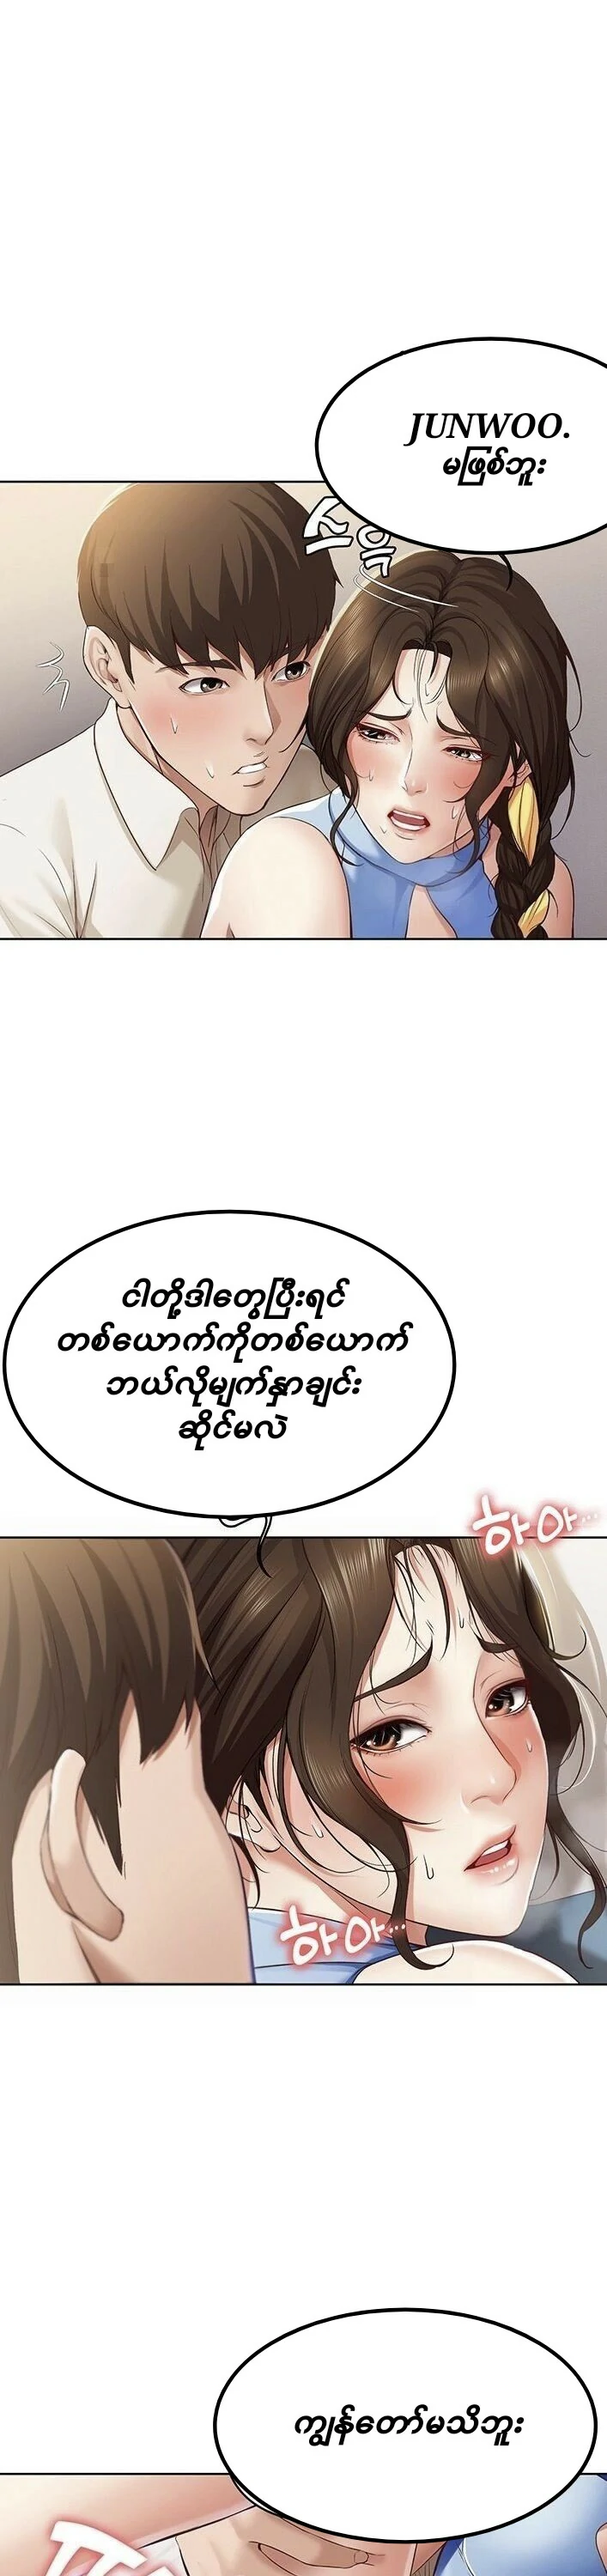 JUNWOO.
မဖြစ်ဘူး
스윽
ငါတို့ဒါတွေပြီးရင်
တစ်ယောက်ကိုတစ်ယောက်
ဘယ်လိုမျက်နှာချင်း
ဆိုင်မလဲ
하아...
하아...
ကျွန်တော်မသိဘူး